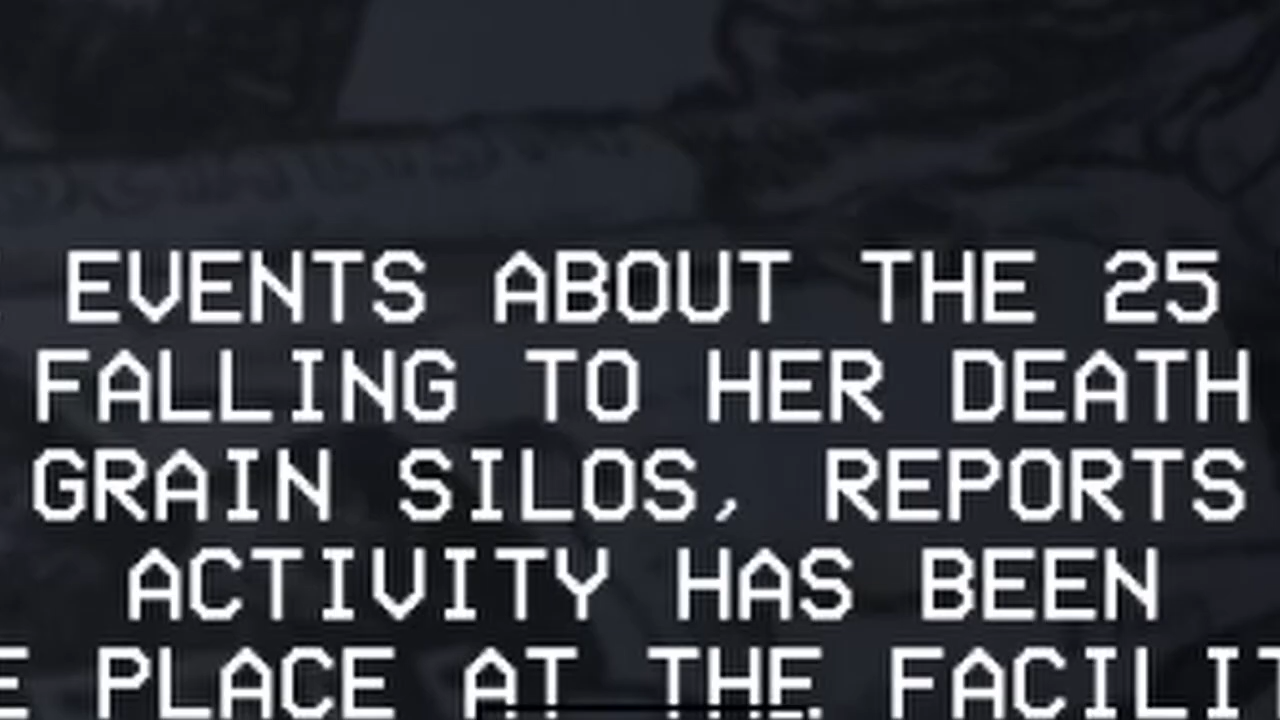 EVENTS ABOUT THE 25
FALLING TO HER DEATH
GRAIN SILOS, REPORTS
ACTIVITY HAS BEEN
PLACE AT THE